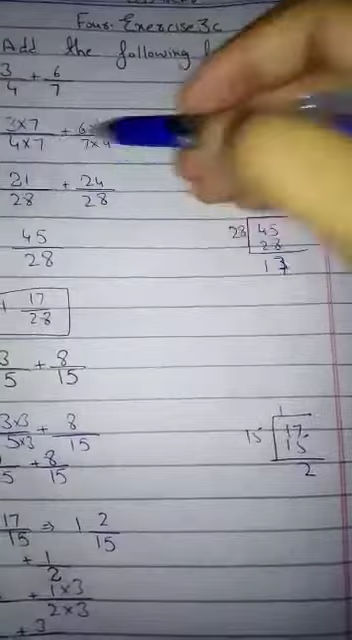 Four: Exercise 3c
Add the following
3/4 + 6/7
3×7/4×7 + 6/7×4
21/28 + 24/28
45/28
28 45
28
17
1 17/28
3/5 + 8/15
3×3/5×3 + 8/15
5 + 8/15
1
15 17
15
2
17/15 ⇒ 1 2/15
+ 1/2
+ 1×3/2×3
+ 3